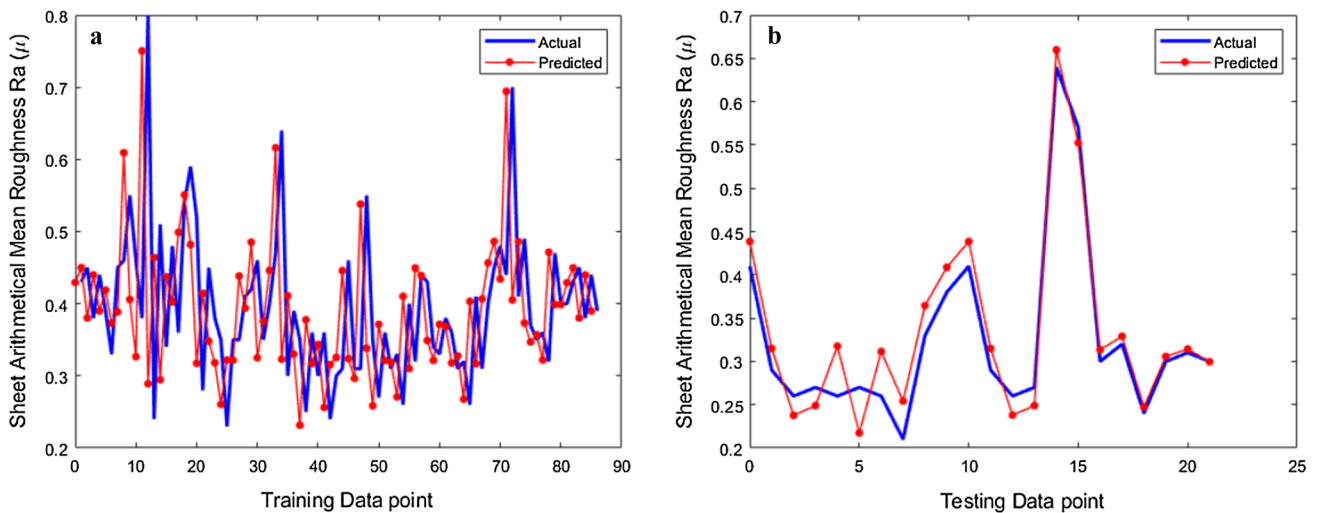 a
Actual
Predicted
Sheet Arithmetical Mean Roughness Ra (μ)
0.8
0.7
0.6
0.5
0.4
0.3
0.2
0 10 20 30 40 50 60 70 80 90
Training Data point
b
Actual
Predicted
Sheet Arithmetical Mean Roughness Ra (μ)
0.7
0.65
0.6
0.55
0.5
0.45
0.4
0.35
0.3
0.25
0.2
0 5 10 15 20 25
Testing Data point